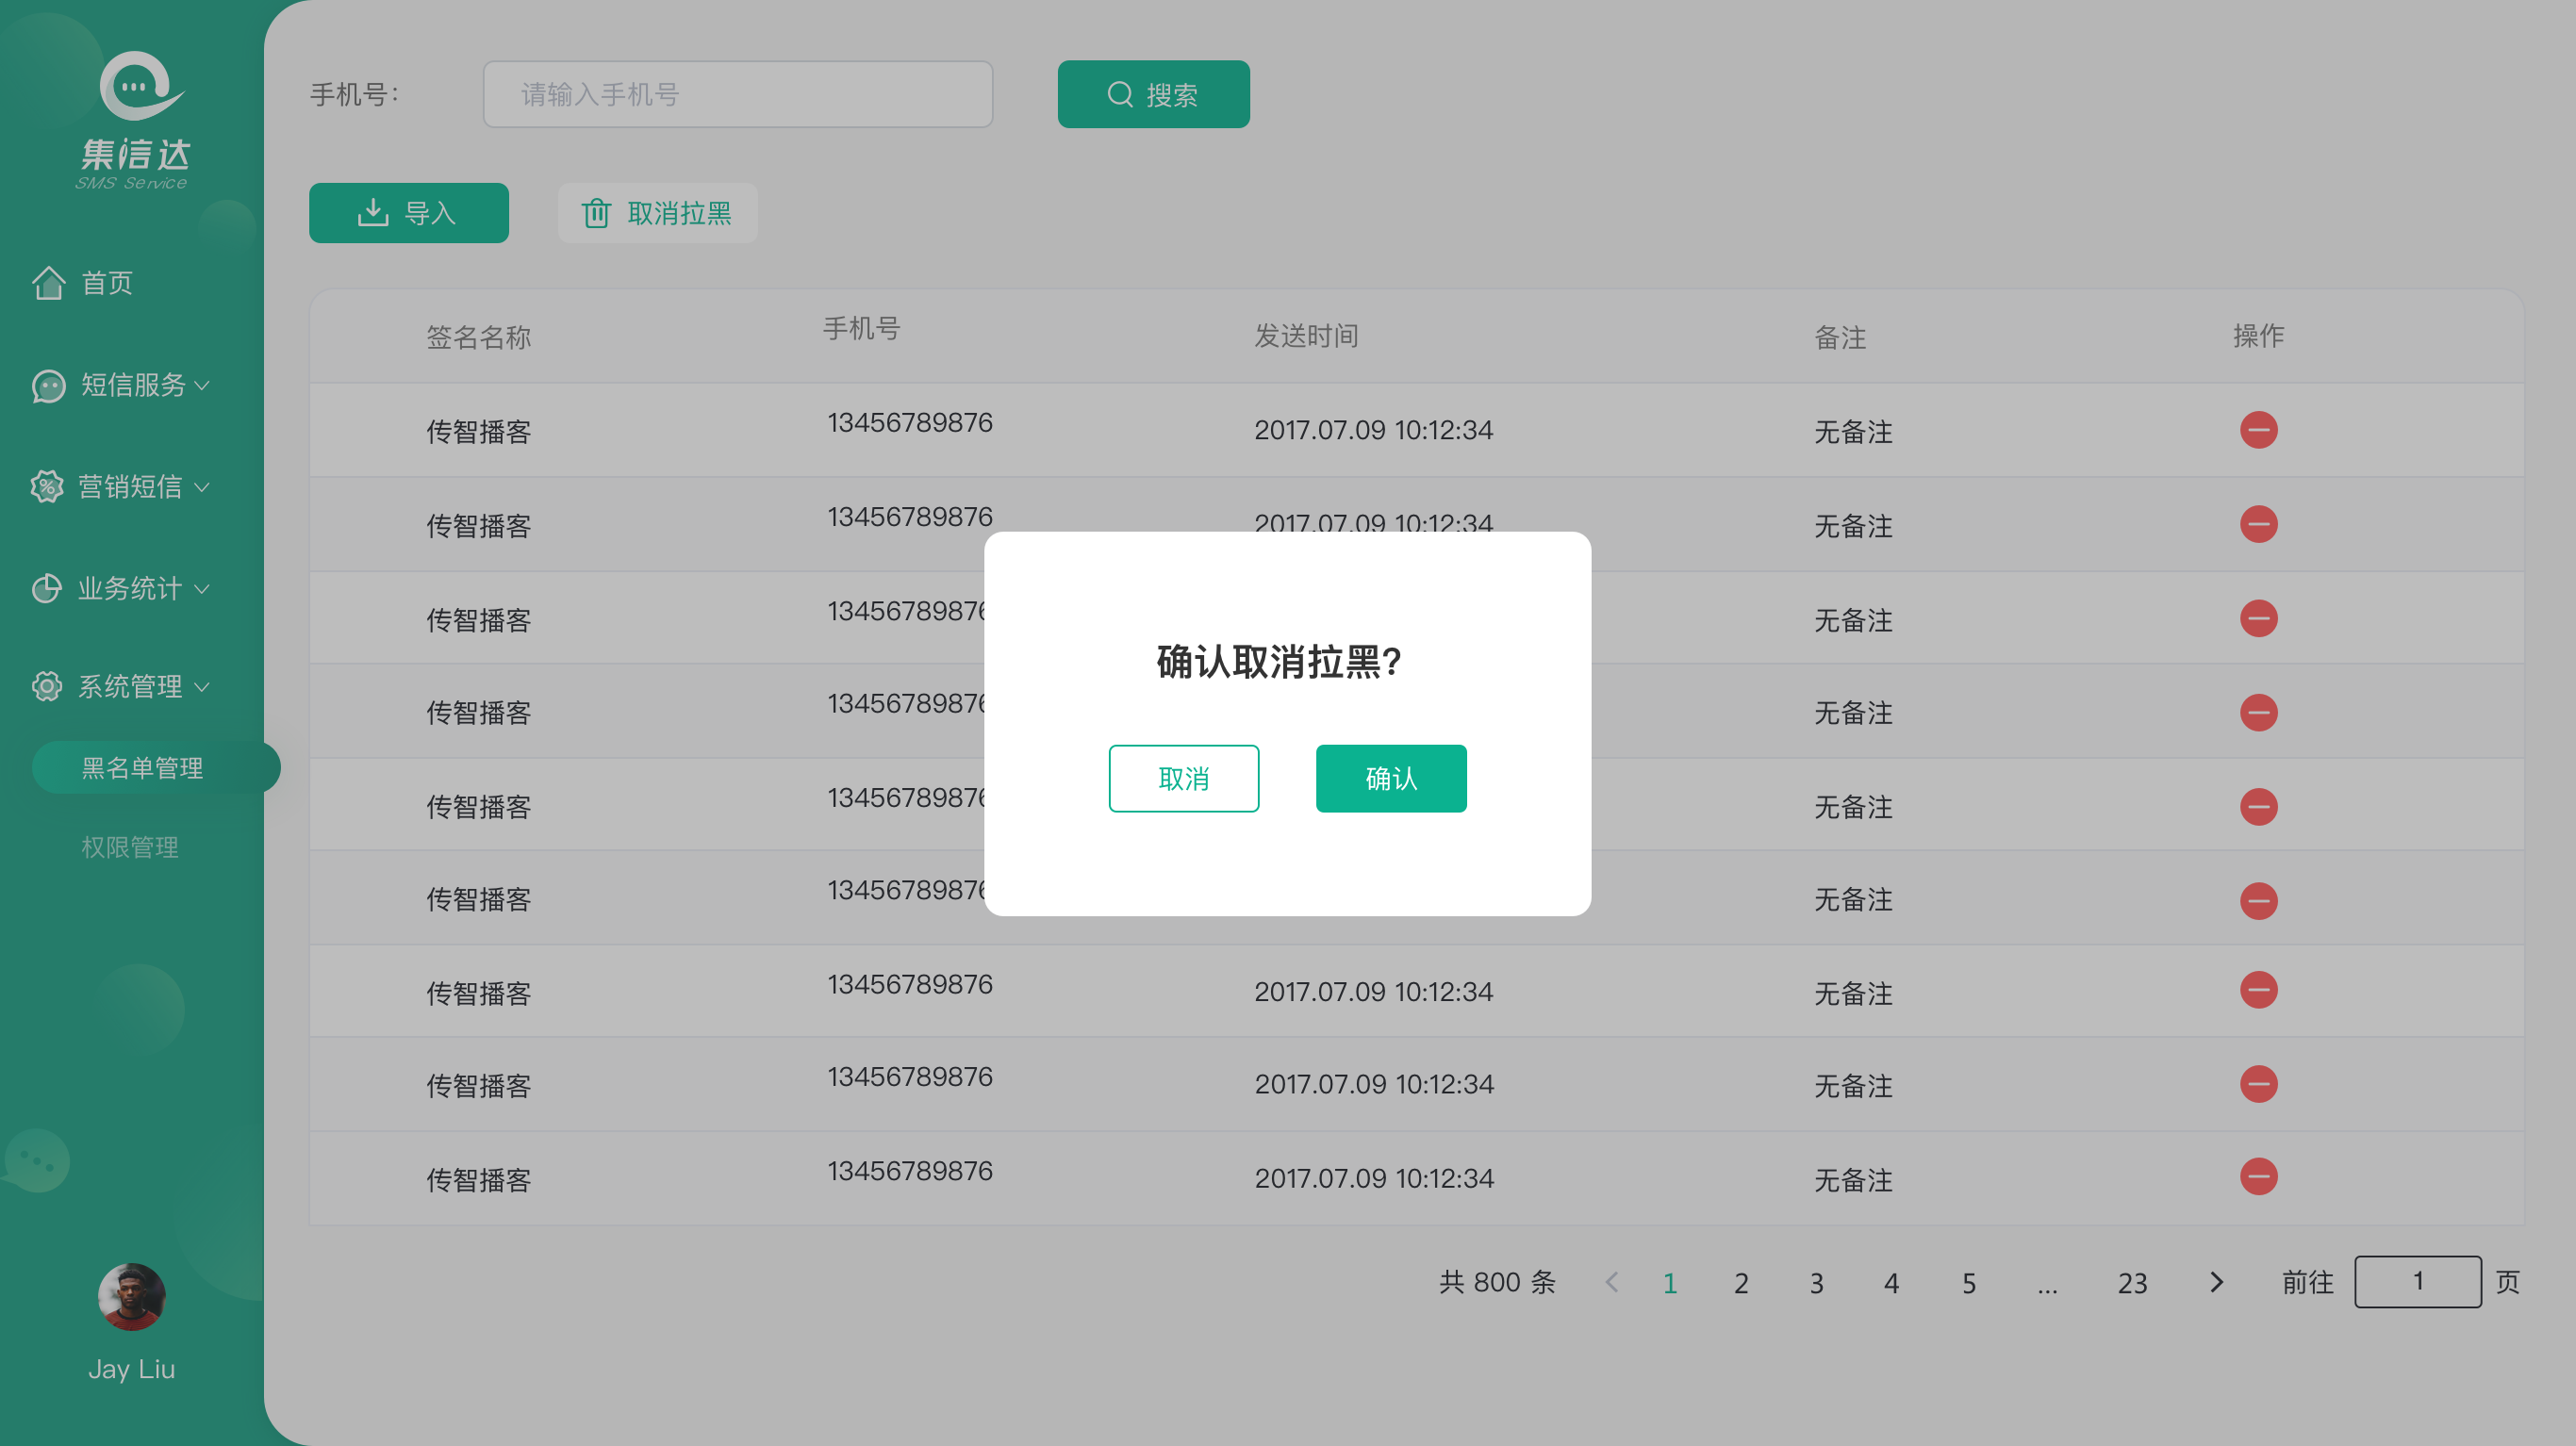 集信达
SMS Service
首页
短信服务
营销短信
业务统计
系统管理
黑名单管理
权限管理
Jay Liu
手机号：
请输入手机号
搜索
导入
取消拉黑
签名名称 手机号 发送时间 备注 操作
传智播客 13456789876 2017.07.09 10:12:34 无备注
传智播客 13456789876 2017.07.09 10:12:34 无备注
传智播客 13456789876 无备注
传智播客 13456789876 无备注
传智播客 13456789876 无备注
传智播客 13456789876 无备注
传智播客 13456789876 2017.07.09 10:12:34 无备注
传智播客 13456789876 2017.07.09 10:12:34 无备注
传智播客 13456789876 2017.07.09 10:12:34 无备注
确认取消拉黑?
取消 确认
共 800 条 1 2 3 4 5 ... 23 前往 1 页